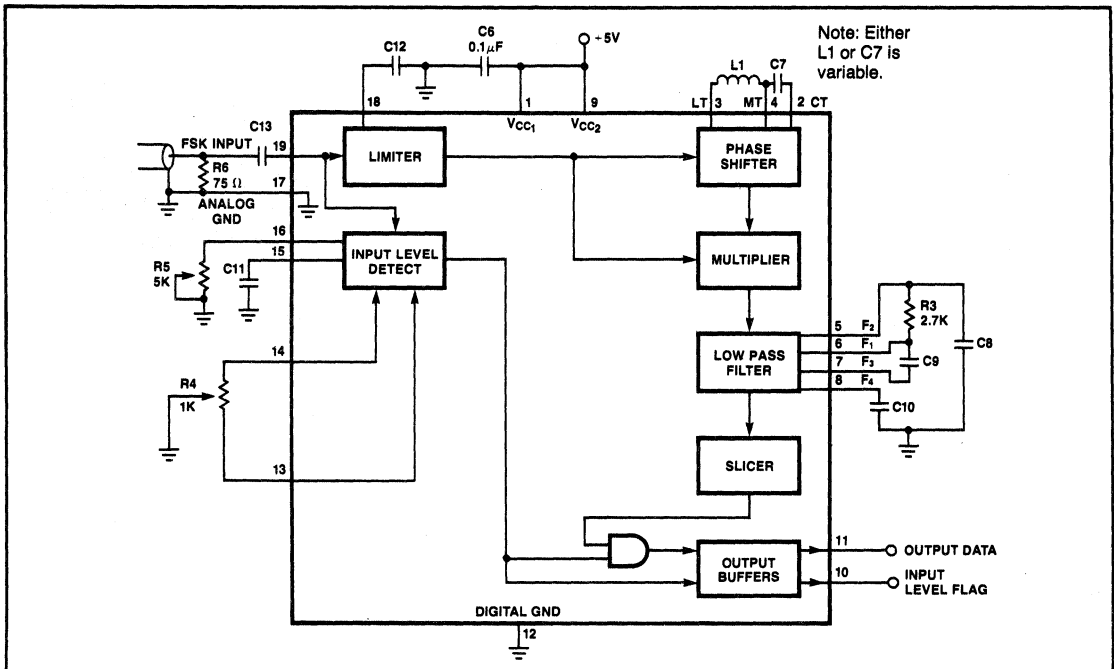 C12
C6
0.1µF
+5V
Note: Either
L1 or C7 is
variable.
L1
C7
18
1
9
LT 3
MT 4
2 CT
VCC1
VCC2
C13
FSK INPUT
19
LIMITER
PHASE
SHIFTER
R6
75 Ω
17
ANALOG
GND
16
15
R5
5K
C11
INPUT LEVEL
DETECT
MULTIPLIER
R3
2.7K
5 F2
6 F1
7 F3
8 F4
C9
C8
C10
LOW PASS
FILTER
14
R4
1K
13
SLICER
OUTPUT
BUFFERS
11
OUTPUT DATA
10
INPUT
LEVEL FLAG
DIGITAL GND
12